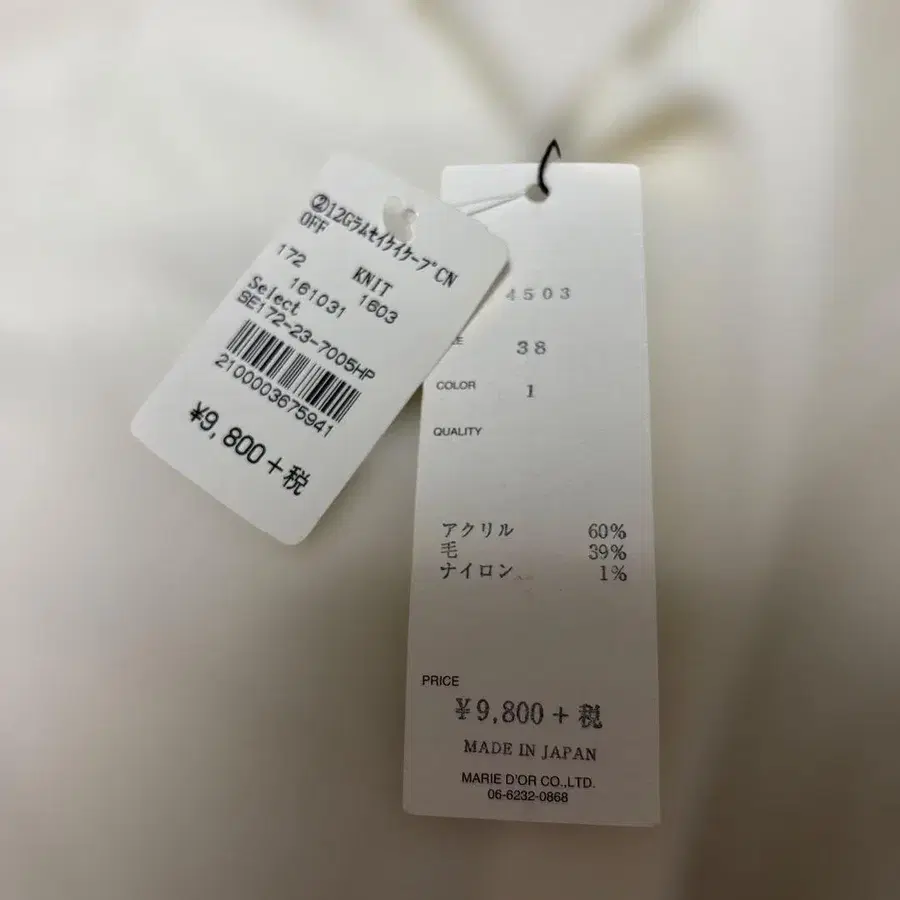 ②12Gラムセイケイケープ CN
OFF
172 KNIT
161031 1603
Select
SE172-23-7005HP
2100003675941
¥9,800+税
4503
38
COLOR 1
QUALITY
アクリル 60%
毛 39%
ナイロン 1%
PRICE
¥9,800+税
MADE IN JAPAN
MARIE D'OR CO.,LTD.
06-6232-0868